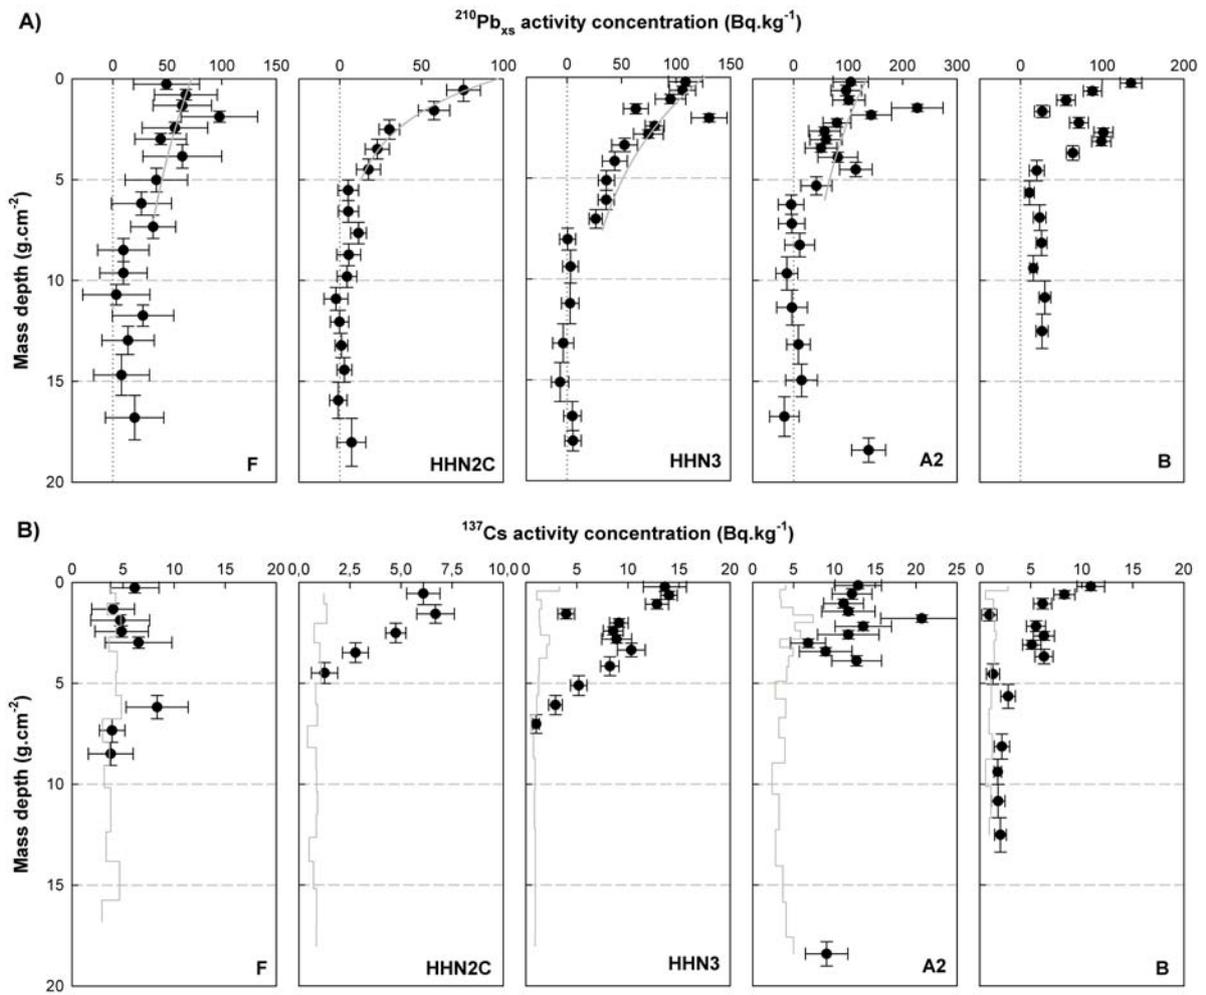 A)
²¹⁰Pbxs activity concentration (Bq.kg⁻¹)
0 50 100 150
0 50 100
0 50 100 150
0 100 200 300
0 100 200
0
5
10
15
20
Mass depth (g.cm⁻²)
F
HHN2C
HHN3
A2
B
B)
¹³⁷Cs activity concentration (Bq.kg⁻¹)
0 5 10 15 20
0,0 2,5 5,0 7,5 10,0
0 5 10 15 20
0 5 10 15 20 25
0 5 10 15 20
0
5
10
15
20
Mass depth (g.cm⁻²)
F
HHN2C
HHN3
A2
B